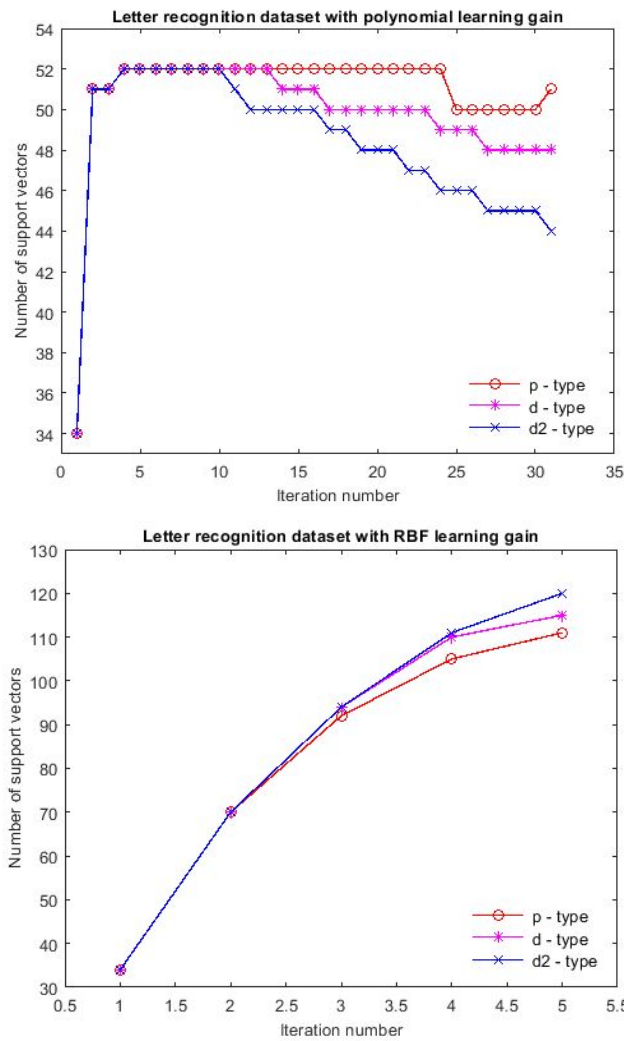 Letter recognition dataset with polynomial learning gain
54
52
50
48
46
44
42
40
38
36
34
Number of support vectors
p - type
d - type
d2 - type
0 5 10 15 20 25 30 35
Iteration number
Letter recognition dataset with RBF learning gain
130
120
110
100
90
80
70
60
50
40
30
Number of support vectors
p - type
d - type
d2 - type
0.5 1 1.5 2 2.5 3 3.5 4 4.5 5 5.5
Iteration number